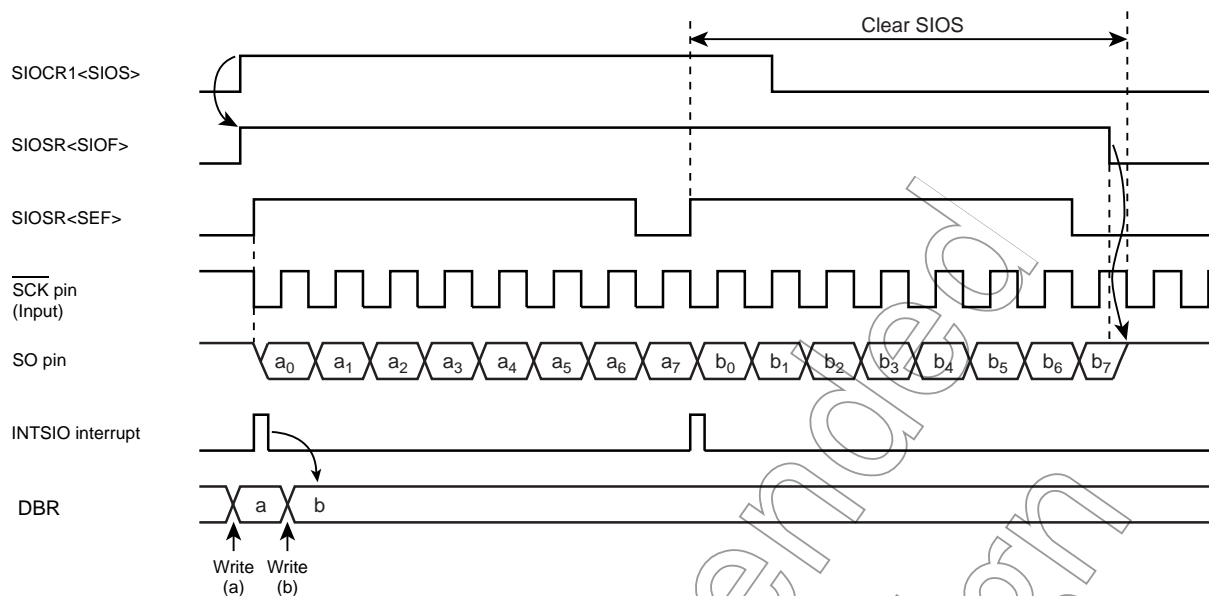 Clear SIOS
SIOCR1<SIOS>
SIOSR<SIOF>
SIOSR<SEF>
SCK pin
(Input)
SO pin
a0 a1 a2 a3 a4 a5 a6 a7 b0 b1 b2 b3 b4 b5 b6 b7
INTSIO interrupt
DBR
a b
Write Write
(a) (b)